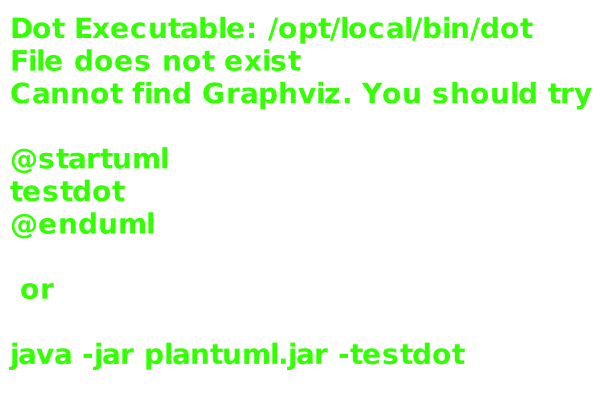 Dot Executable: /opt/local/bin/dot
File does not exist
Cannot find Graphviz. You should try
@startuml
testdot
@enduml
or
java -jar plantuml.jar -testdot